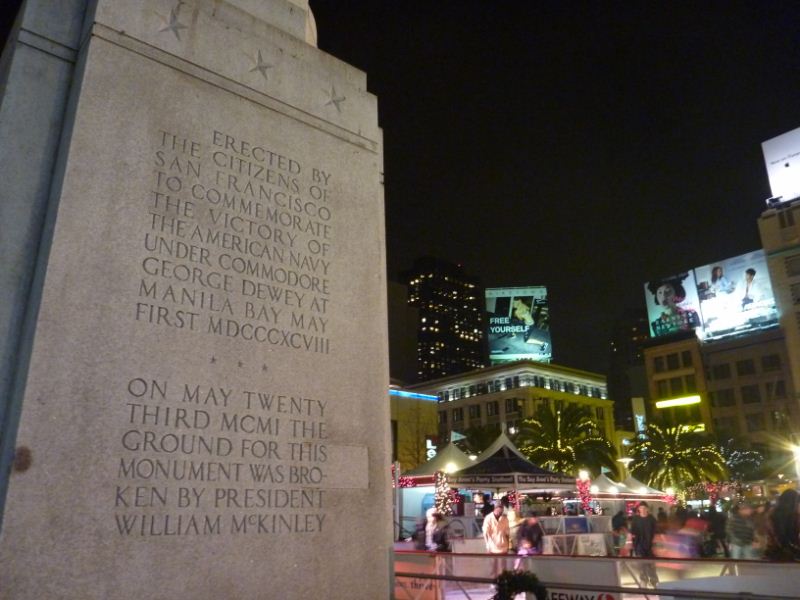 ERECTED BY
THE CITIZENS OF
SAN FRANCISCO
TO COMMEMORATE
THE VICTORY OF
THE AMERICAN NAVY
UNDER COMMODORE
GEORGE DEWEY AT
MANILA BAY MAY
FIRST MDCCCXCVIII
* * *
ON MAY TWENTY
THIRD MCMI THE
GROUND FOR THIS
MONUMENT WAS BRO-
KEN BY PRESIDENT
WILLIAM McKINLEY
FREE
YOURSELF